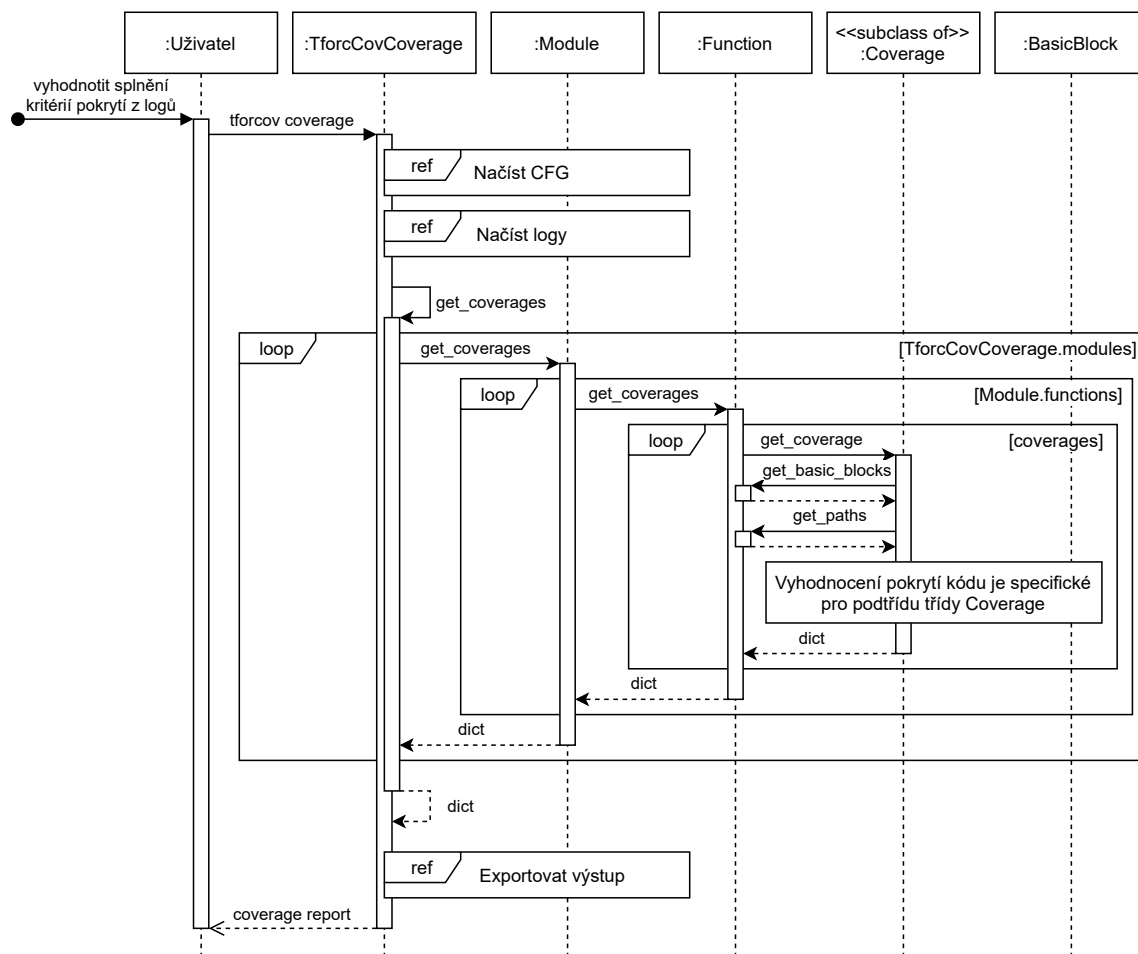 :Uživatel
:TforcCovCoverage
:Module
:Function
<<subclass of>>
:Coverage
:BasicBlock
vyhodnotit splnění
kritérií pokrytí z logů
tforcov coverage
ref
Načíst CFG
ref
Načíst logy
get_coverages
loop
get_coverages
[TforcCovCoverage.modules]
loop
get_coverages
[Module.functions]
loop
get_coverage
[coverages]
get_basic_blocks
get_paths
Vyhodnocení pokrytí kódu je specifické
pro podtřídu třídy Coverage
dict
dict
dict
dict
ref
Exportovat výstup
coverage report